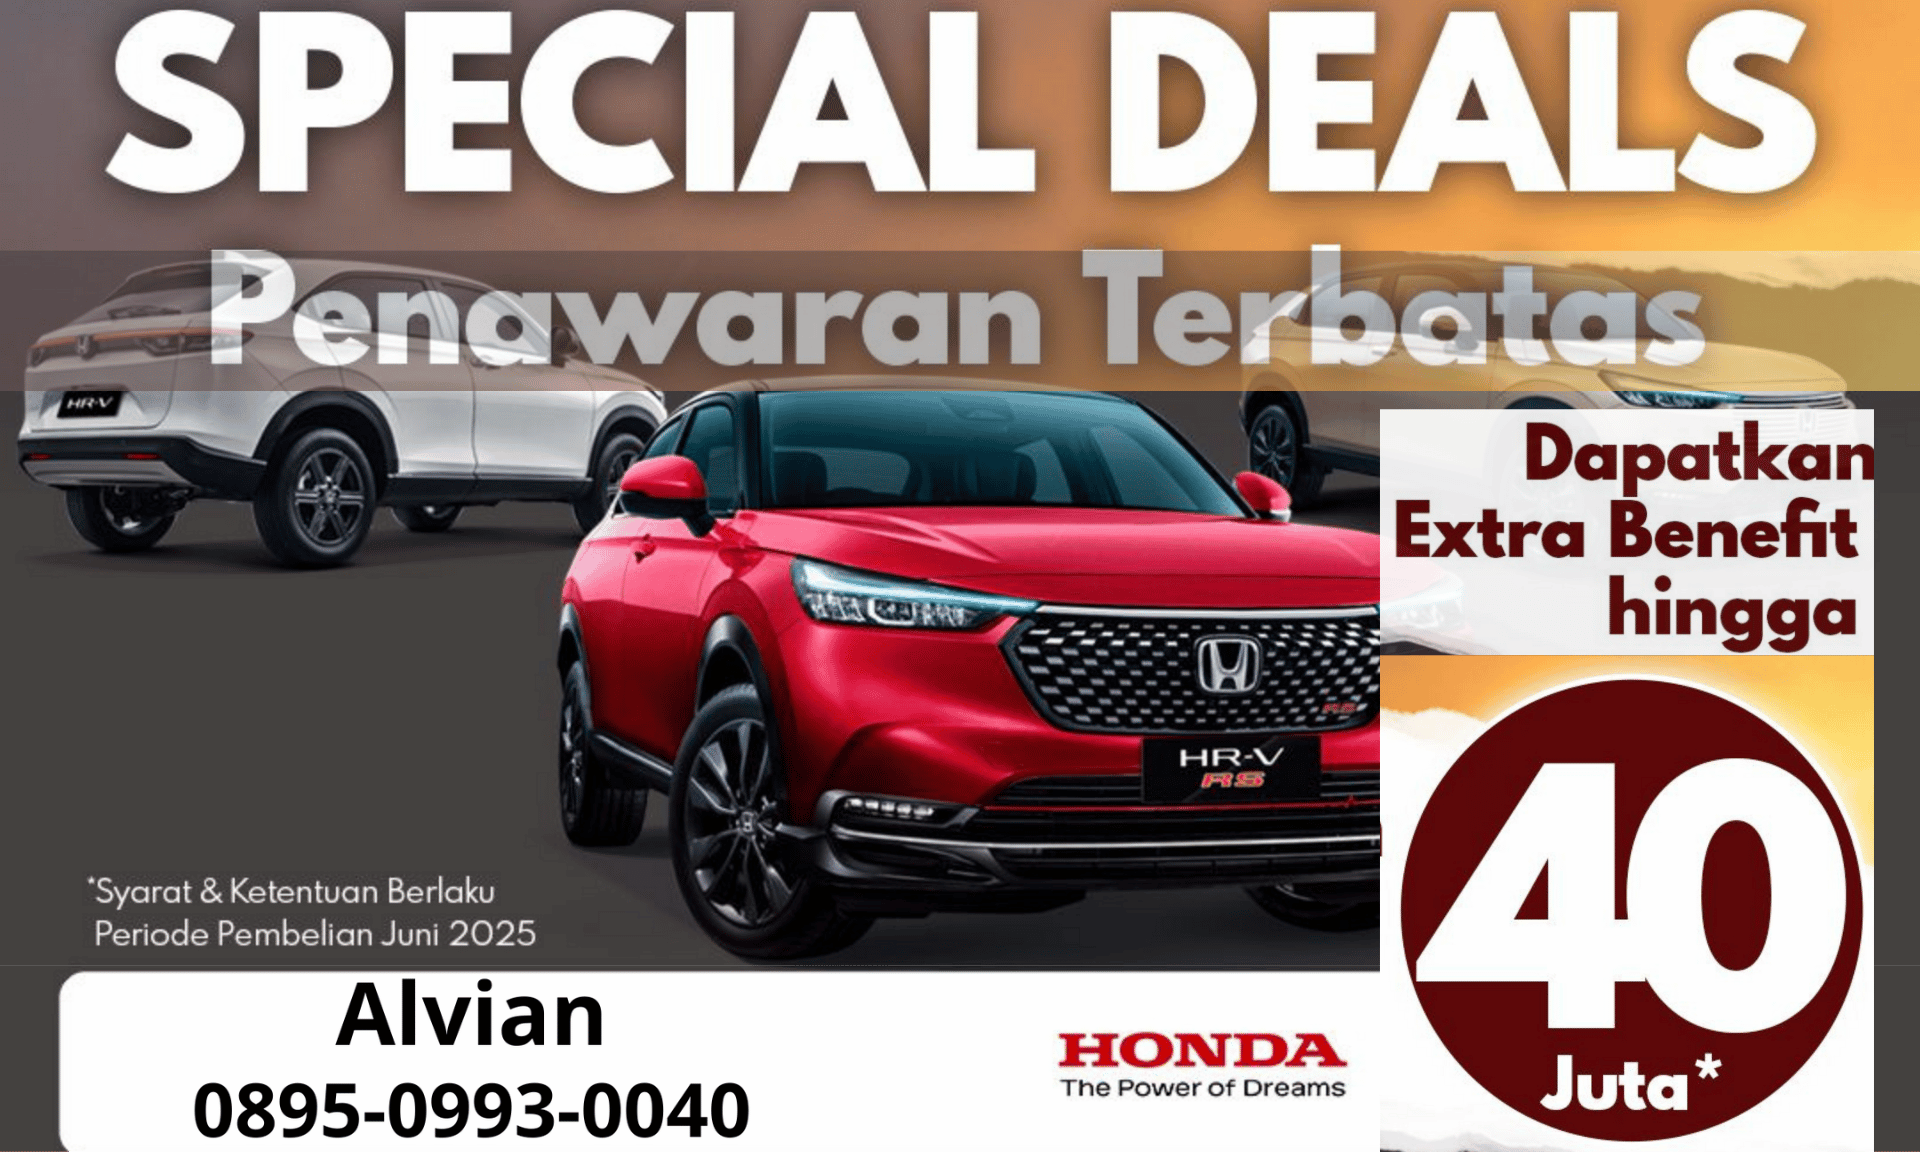 SPECIAL DEALS
Penawaran Terbatas
HR-V
Dapatkan
Extra Benefit
hingga
40
Juta*
HR-V
RS
RS
*Syarat & Ketentuan Berlaku
Periode Pembelian Juni 2025
Alvian
0895-0993-0040
HONDA
The Power of Dreams